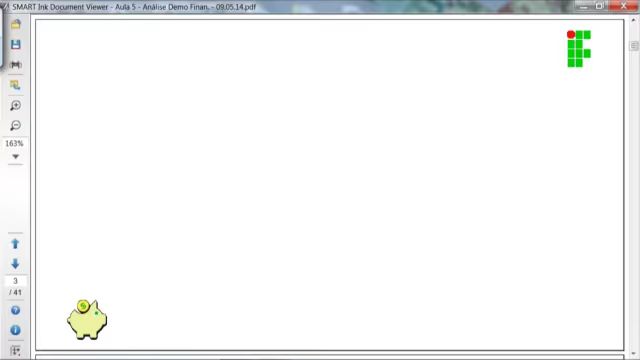 SMART Ink Document Viewer - Aula 5 - Análise Demo Finan. - 09.05.14.pdf
163%
3
/ 41